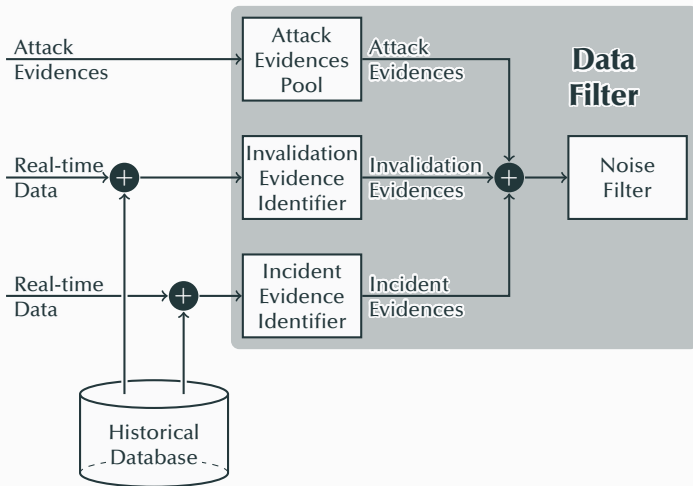 Attack
Evidences
Attack
Evidences
Pool
Attack
Evidences
Data
Filter
Real-time
Data
+
Invalidation
Evidence
Identifier
Invalidation
Evidences
+
Noise
Filter
Real-time
Data
+
Incident
Evidence
Identifier
Incident
Evidences
Historical
Database